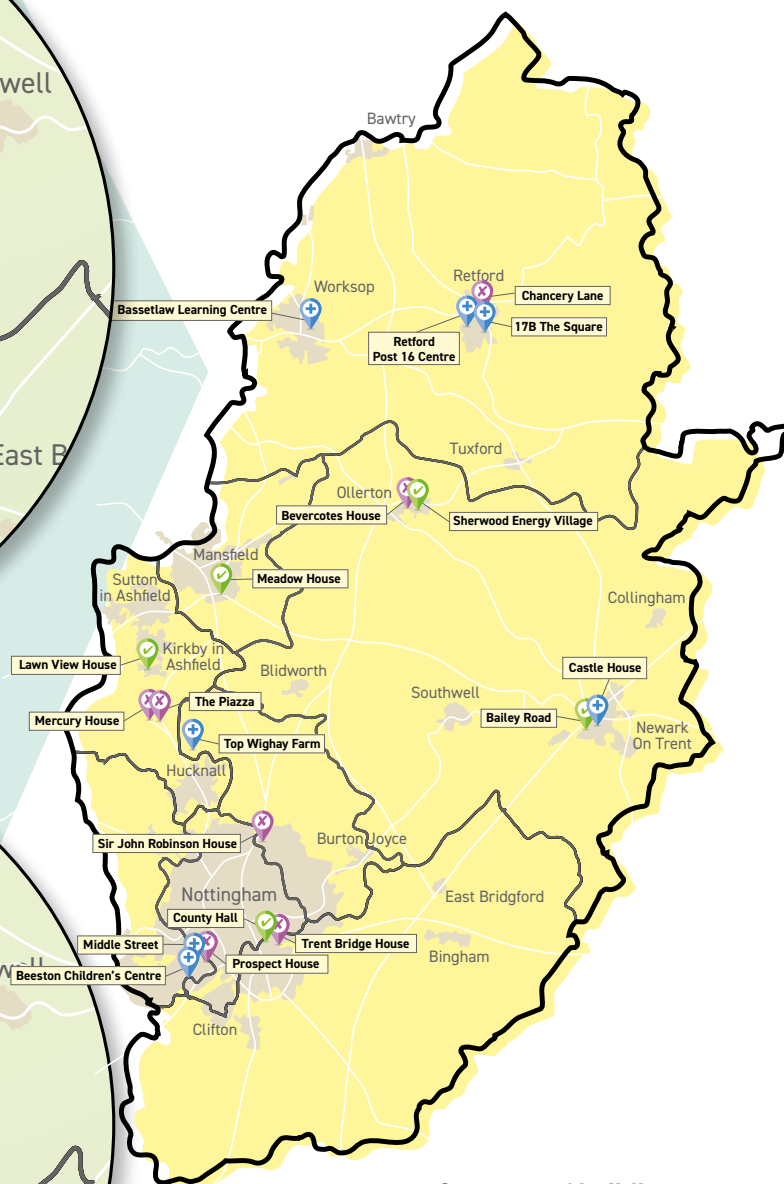 well
Bawtry
Worksop
Retford
Chancery Lane
Bassetlaw Learning Centre
17B The Square
Retford
Post 16 Centre
East B
Tuxford
Ollerton
Bevercotes House
Sherwood Energy Village
Mansfield
Meadow House
Sutton
in Ashfield
Collingham
Kirkby in
Ashfield
Lawn View House
Castle House
Blidworth
Southwell
The Piazza
Mercury House
Bailey Road
Newark
On Trent
Top Wighay Farm
Hucknall
Sir John Robinson House
Burton Joyce
Nottingham
East Bridgford
County Hall
Middle Street
Trent Bridge House
Bingham
Prospect House
Beeston Children's Centre
Clifton